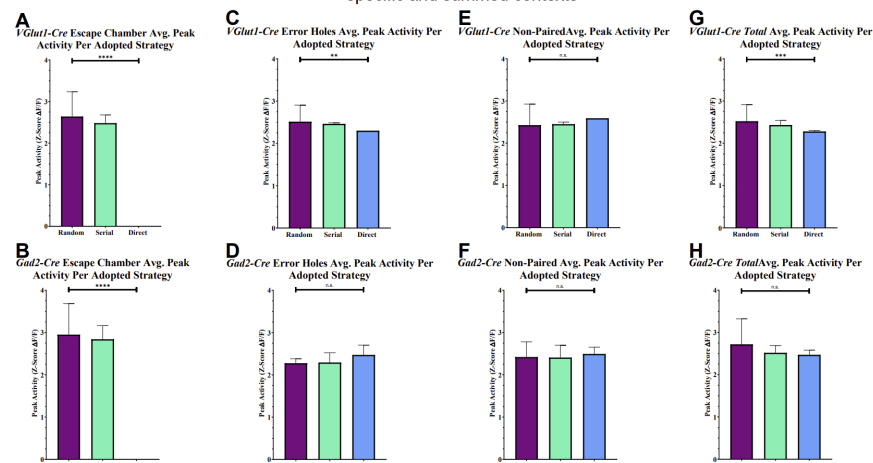 specific and summed contexts
A
VGlut1-Cre Escape Chamber Avg. Peak
Activity Per Adopted Strategy
****
Peak Activity (Z-Score ΔF/F)
4
3
2
1
0
Random Serial Direct
C
VGlut1-Cre Error Holes Avg. Peak Activity Per
Adopted Strategy
**
Peak Activity (Z-Score ΔF/F)
4
3
2
1
0
Random Serial Direct
E
VGlut1-Cre Non-PairedAvg. Peak Activity Per
Adopted Strategy
n.s.
Peak Activity (Z-Score ΔF/F)
4
3
2
1
0
Random Serial Direct
G
VGlut1-Cre Total Avg. Peak Activity Per
Adopted Strategy
***
Peak Activity (Z-Score ΔF/F)
4
3
2
1
0
Random Serial Direct
B
Gad2-Cre Escape Chamber Avg. Peak
Activity Per Adopted Strategy
****
Peak Activity (Z-Score ΔF/F)
4
3
2
1
0
D
Gad2-Cre Error Holes Avg. Peak Activity Per
Adopted Strategy
n.s.
Peak Activity (Z-Score ΔF/F)
4
3
2
1
0
F
Gad2-Cre Non-Paired Avg. Peak Activity Per
Adopted Strategy
n.s.
Peak Activity (Z-Score ΔF/F)
4
3
2
1
0
H
Gad2-Cre TotalAvg. Peak Activity Per
Adopted Strategy
n.s.
Peak Activity (Z-Score ΔF/F)
4
3
2
1
0